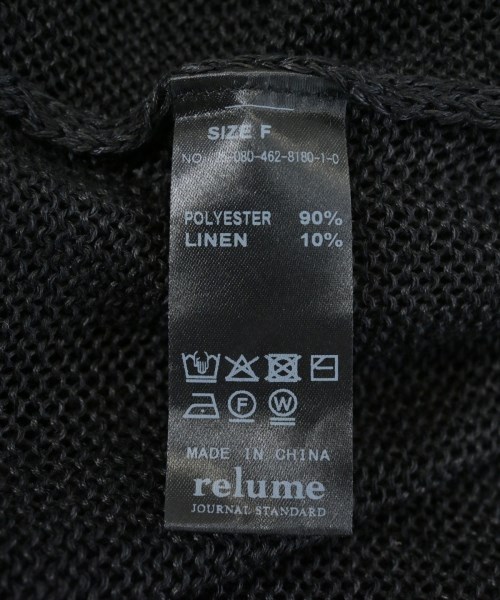 SIZE F
NO. -080-462-8180-1-0
POLYESTER 90%
LINEN 10%
F W
MADE IN CHINA
relume
JOURNAL STANDARD